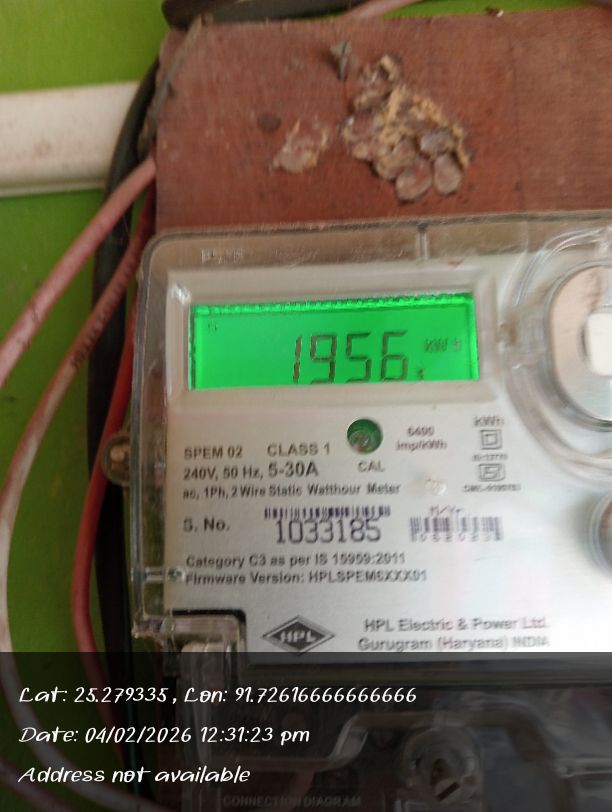 1956.
kWh
SPEM 02 CLASS 1
240V, 50 Hz, 5-30A
ac, 1Ph, 2 Wire Static Watthour Meter
CAL
6400
imp/kWh
kWh
S. No. 1033185
Category C3 as per IS 15959:2011
Firmware Version: HPLSPEM6XXX01
HPL
HPL Electric & Power Ltd.
Gurugram (Haryana) INDIA
Lat: 25.279335 , Lon: 91.72616666666666
Date: 04/02/2026 12:31:23 pm
Address not available
CONNECTION DIAGRAM